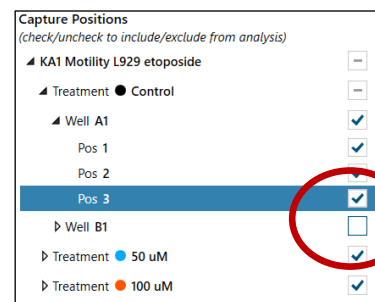 Capture Positions
(check/uncheck to include/exclude from analysis)
KA1 Motility L929 etoposide
Treatment Control
Well A1
Pos 1
Pos 2
Pos 3
Well B1
Treatment 50 uM
Treatment 100 uM